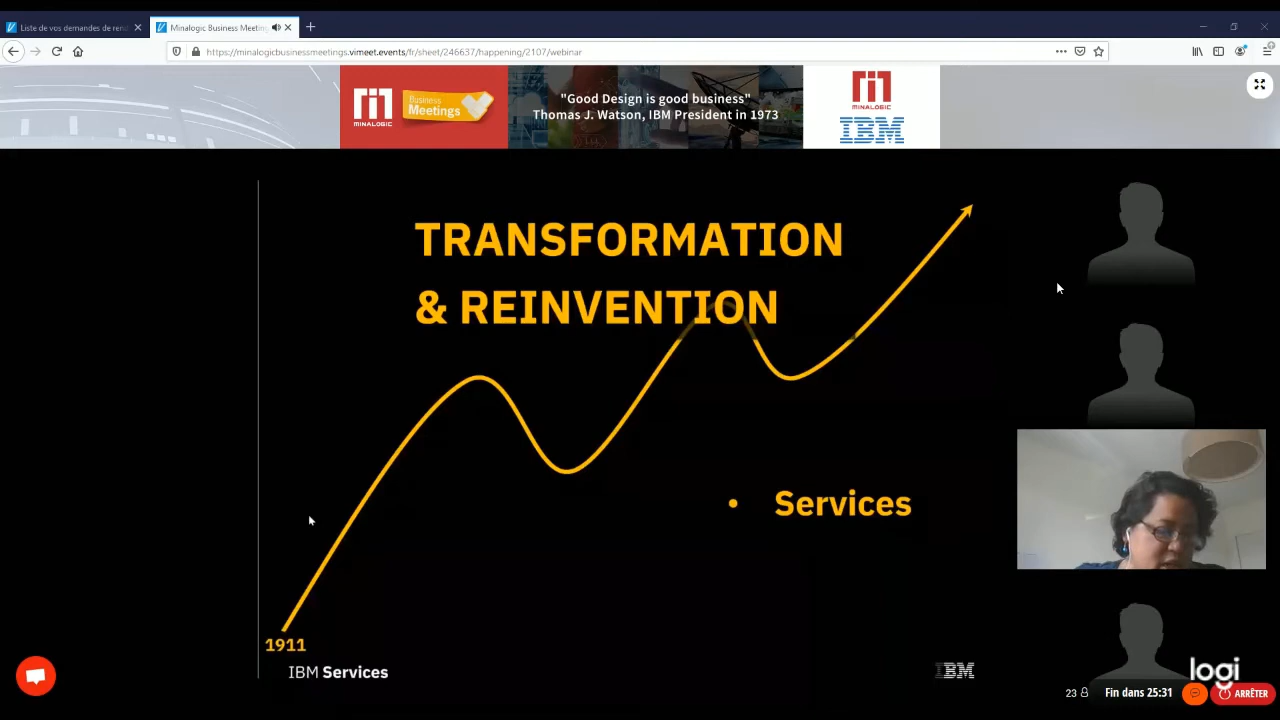 Liste de vos demandes de rend
Minalogic Business Meeting
https://minalogicbusinessmeetings.vimeet.events/fr/sheet/246637/happening/2107/webinar
MINALOGIC
Business
Meetings
"Good Design is good business"
Thomas J. Watson, IBM President in 1973
MINALOGIC
IBM
TRANSFORMATION
& REINVENTION
• Services
1911
IBM Services
IBM
logi
23
Fin dans 25:31
ARRÊTER